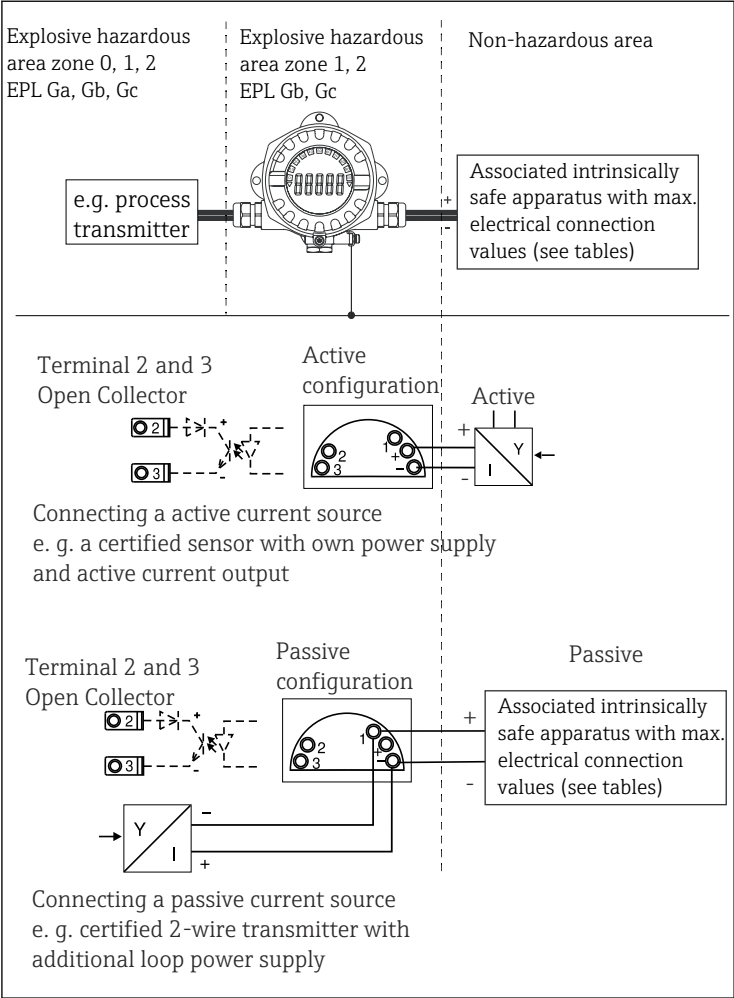 Explosive hazardous
area zone 0, 1, 2
EPL Ga, Gb, Gc
Explosive hazardous
area zone 1, 2
EPL Gb, Gc
Non-hazardous area
e.g. process
transmitter
+
-
Associated intrinsically
safe apparatus with max.
electrical connection
values (see tables)
Terminal 2 and 3
Open Collector
2
+
3
-
Active
configuration
2
3
1
+
-
Active
+
-
Y
I
Connecting a active current source
e. g. a certified sensor with own power supply
and active current output
Terminal 2 and 3
Open Collector
2
+
3
-
Passive
configuration
2
3
1
+
-
Passive
+
-
Associated intrinsically
safe apparatus with max.
electrical connection
values (see tables)
Y
I
-
+
Connecting a passive current source
e. g. certified 2-wire transmitter with
additional loop power supply